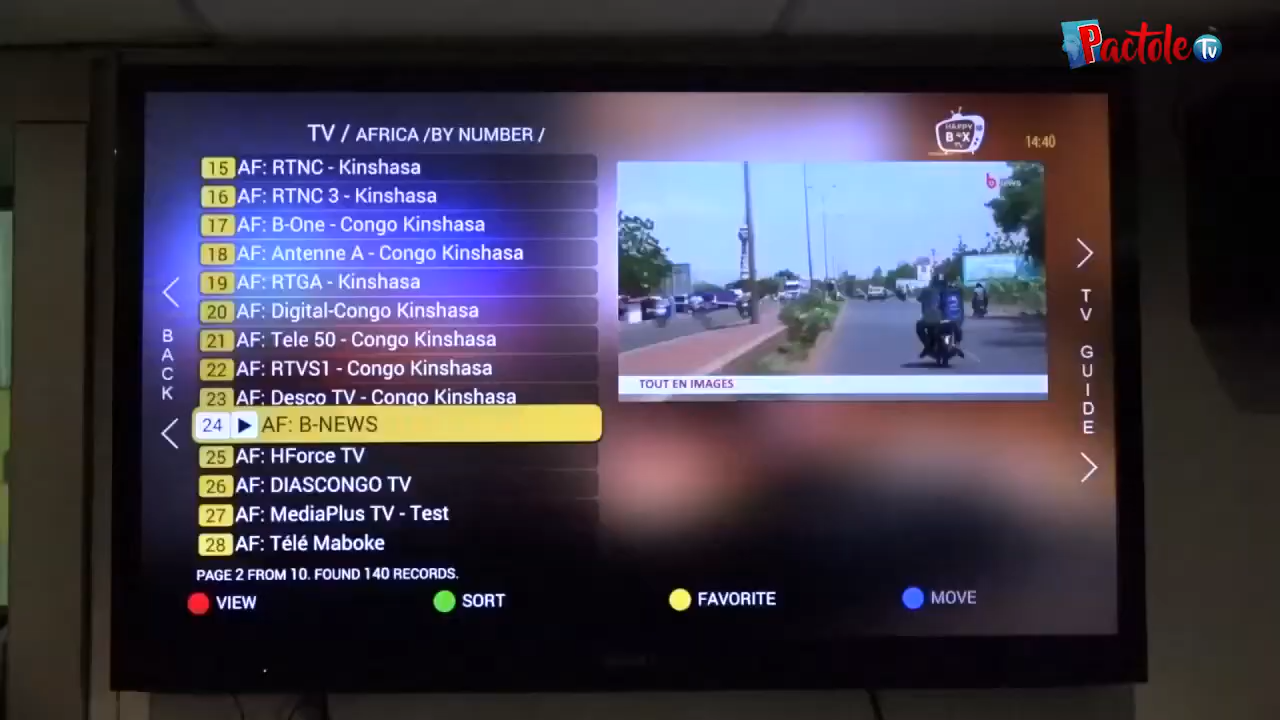 Pactole Tv
TV / AFRICA /BY NUMBER /
HAPPY
BOX
TV
14:40
15 AF: RTNC - Kinshasa
16 AF: RTNC 3 - Kinshasa
17 AF: B-One - Congo Kinshasa
18 AF: Antenne A - Congo Kinshasa
19 AF: RTGA - Kinshasa
20 AF: Digital-Congo Kinshasa
21 AF: Tele 50 - Congo Kinshasa
22 AF: RTVS1 - Congo Kinshasa
23 AF: Desco TV - Congo Kinshasa
24 AF: B-NEWS
25 AF: HForce TV
26 AF: DIASCONGO TV
27 AF: MediaPlus TV - Test
28 AF: Télé Maboke
PAGE 2 FROM 10. FOUND 140 RECORDS.
BACK
b news
TOUT EN IMAGES
TV GUIDE
VIEW
SORT
FAVORITE
MOVE